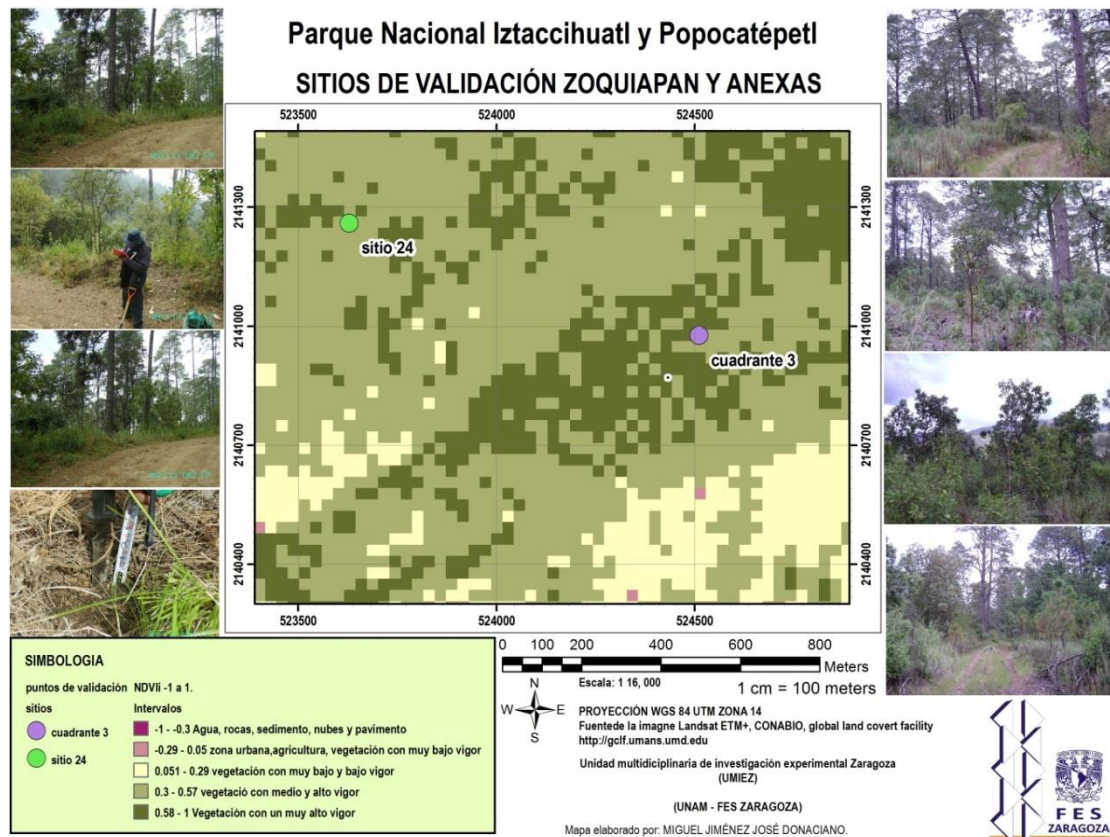 Parque Nacional Iztaccihuatl y Popocatépetl
SITIOS DE VALIDACIÓN ZOQUIAPAN Y ANEXAS
523500 524000 524500
2141300 2141300
sitio 24
2141000 2141000
cuadrante 3
2140700 2140700
2140400 2140400
523500 524000 524500
SIMBOLOGIA
puntos de validación NDVIi -1 a 1.
sitios Intervalos
cuadrante 3
sitio 24
-1 - -0.3 Agua, rocas, sedimento, nubes y pavimento
-0.29 - 0.05 zona urbana,agricultura, vegetación con muy bajo vigor
0.051 - 0.29 vegetación con muy bajo y bajo vigor
0.3 - 0.57 vegetació con medio y alto vigor
0.58 - 1 Vegetación con un muy alto vigor
0 100 200 400 600 800
Meters
N
W E
S
Escala: 1 16, 000
1 cm = 100 meters
PROYECCIÓN WGS 84 UTM ZONA 14
Fuentede la imagne Landsat ETM+, CONABIO, global land covert facility
http://gclf.umans.umd.edu
Unidad multidiciplinaria de investigación experimental Zaragoza
(UMIEZ)
(UNAM - FES ZARAGOZA)
Mapa elaborado por: MIGUEL JIMÉNEZ JOSÉ DONACIANO.
FES
ZARAGOZA